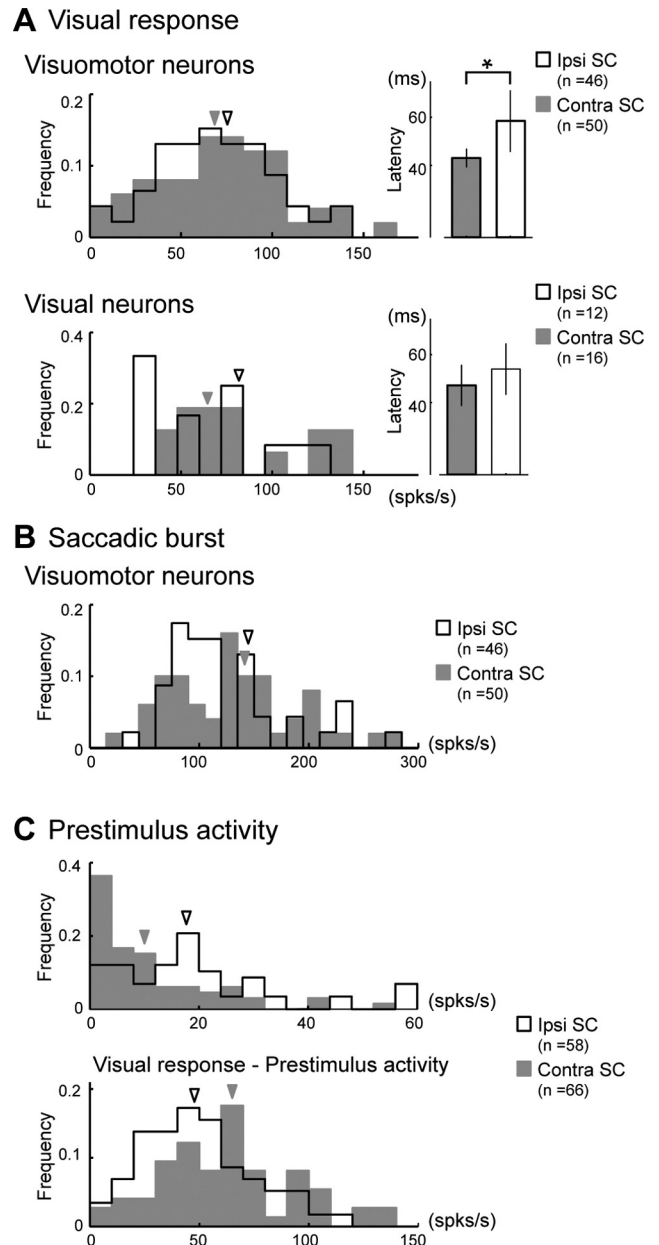 A Visual response
Visuomotor neurons
Frequency
0.2
0.1
0
0 50 100 150
(ms)
Latency
60
40
*
Ipsi SC
(n =46)
Contra SC
(n =50)
Visual neurons
Frequency
0.4
0.2
0
0 50 100 150
(spks/s)
(ms)
Latency
60
40
Ipsi SC
(n =12)
Contra SC
(n =16)
B Saccadic burst
Visuomotor neurons
Frequency
0.2
0.1
0
0 100 200 300
(spks/s)
Ipsi SC
(n =46)
Contra SC
(n =50)
C Prestimulus activity
Frequency
0.4
0.2
0
0 20 40 60
(spks/s)
Visual response - Prestimulus activity
Frequency
0.2
0.1
0
0 50 100 150
(spks/s)
Ipsi SC
(n =58)
Contra SC
(n =66)